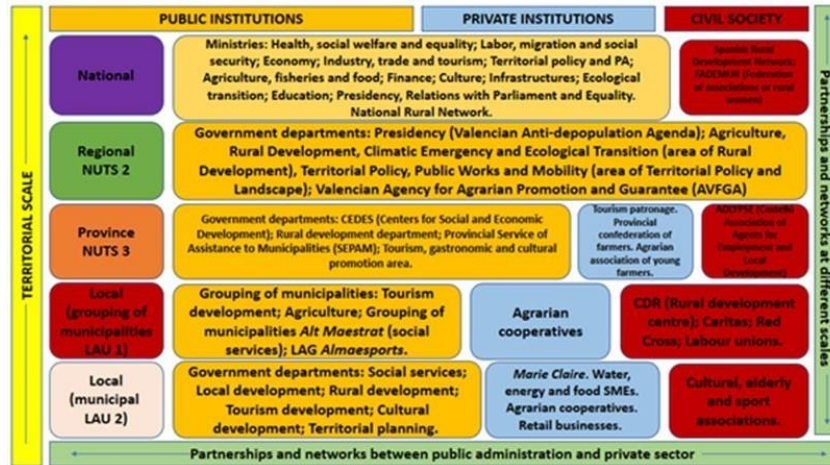 PUBLIC INSTITUTIONS
PRIVATE INSTITUTIONS
CIVIL SOCIETY
TERRITORIAL SCALE
National
Ministries: Health, social welfare and equality; Labor, migration and social
security; Economy; Industry, trade and tourism; Territorial policy and PA;
Agriculture, fisheries and food; Finance; Culture; Infrastructures; Ecological
transition; Education; Presidency, Relations with Parliament and Equality.
National Rural Network.
Spanish Rural
Development Network;
FADEMUR (Federation
of associations or rural
women)
Regional
NUTS 2
Government departments: Presidency (Valencian Anti-depopulation Agenda); Agriculture,
Rural Development, Climatic Emergency and Ecological Transition (area of Rural
Development), Territorial Policy, Public Works and Mobility (area of Territorial Policy and
Landscape); Valencian Agency for Agrarian Promotion and Guarantee (AVFGA)
Province
NUTS 3
Government departments: CEDES (Centers for Social and Economic
Development); Rural development department; Provincial Service of
Assistance to Municipalities (SEPAM); Tourism, gastronomic and cultural
promotion area.
Tourism patronage.
Provincial
confederation of
farmers. Agrarian
association of young
farmers.
Association of
Agents for
Employment and
Local
Development)
Local
(grouping of
municipalities
LAU 1)
Grouping of municipalities: Tourism
development; Agriculture; Grouping of
municipalities Alt Maestrat (social
services); LAG Almaesports.
Agrarian
cooperatives
CDR (Rural development
centre); Caritas; Red
Cross; Labour unions.
Local
(municipal
LAU 2)
Government departments: Social services;
Local development; Rural development;
Tourism development; Cultural
development; Territorial planning.
Marie Claire. Water,
energy and food SMEs.
Agrarian cooperatives.
Retail businesses.
Cultural, elderly
and sport
associations.
Partnerships and networks at different scales
Partnerships and networks between public administration and private sector